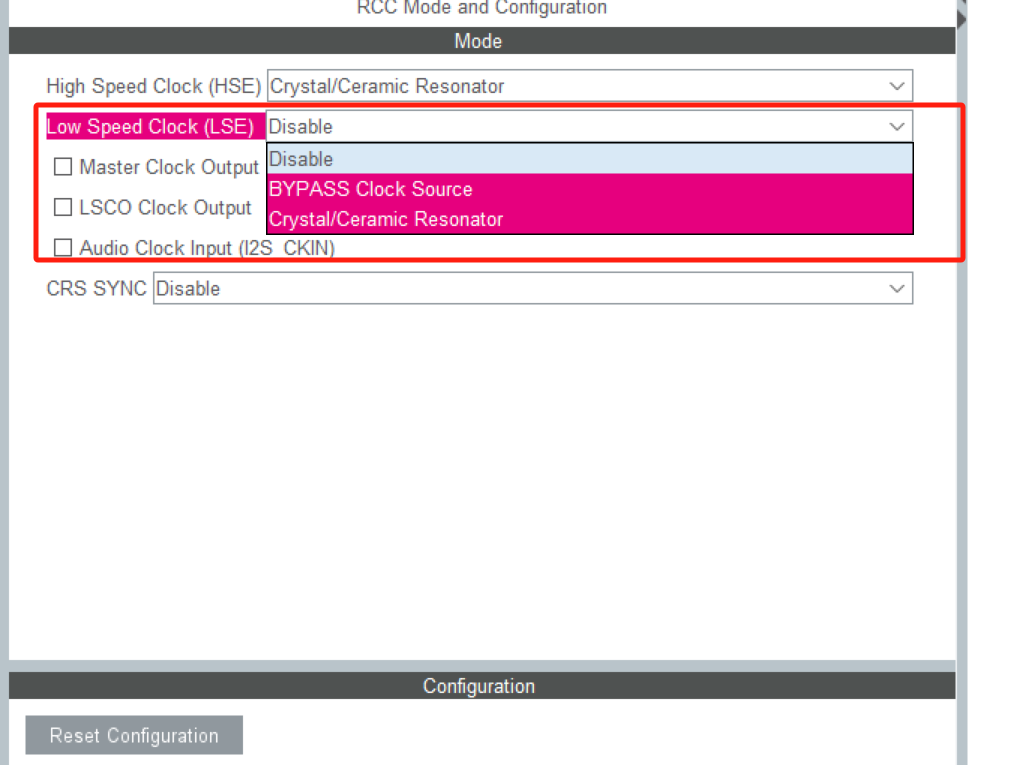 RCC Mode and Configuration
Mode
High Speed Clock (HSE) Crystal/Ceramic Resonator
Low Speed Clock (LSE) Disable
Disable
Master Clock Output
BYPASS Clock Source
LSCO Clock Output
Crystal/Ceramic Resonator
Audio Clock Input (I2S_CKIN)
CRS SYNC Disable
Configuration
Reset Configuration